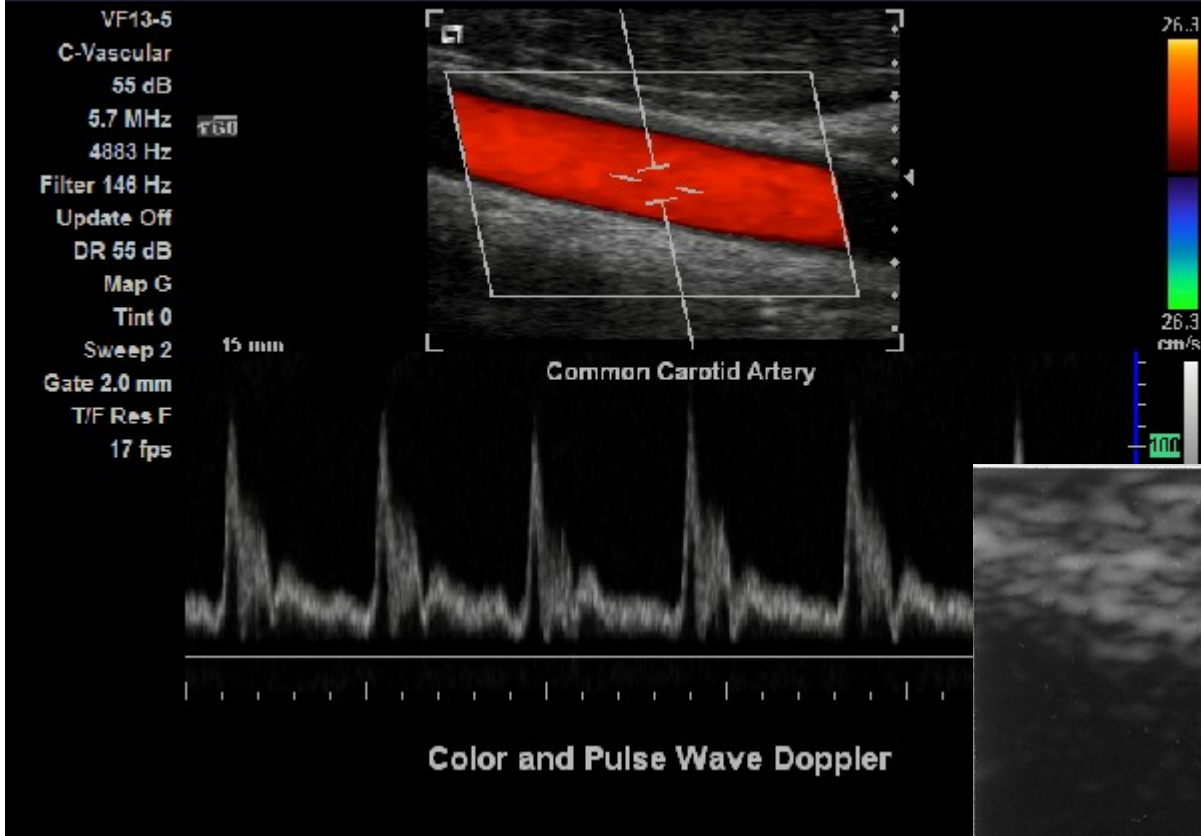 VF13-5
C-Vascular
55 dB
5.7 MHz
4883 Hz
Filter 146 Hz
Update Off
DR 55 dB
Map G
Tint 0
Sweep 2
Gate 2.0 mm
T/F Res F
17 fps
15 mm
26.3
26.3
cm/s
Common Carotid Artery
100
Color and Pulse Wave Doppler